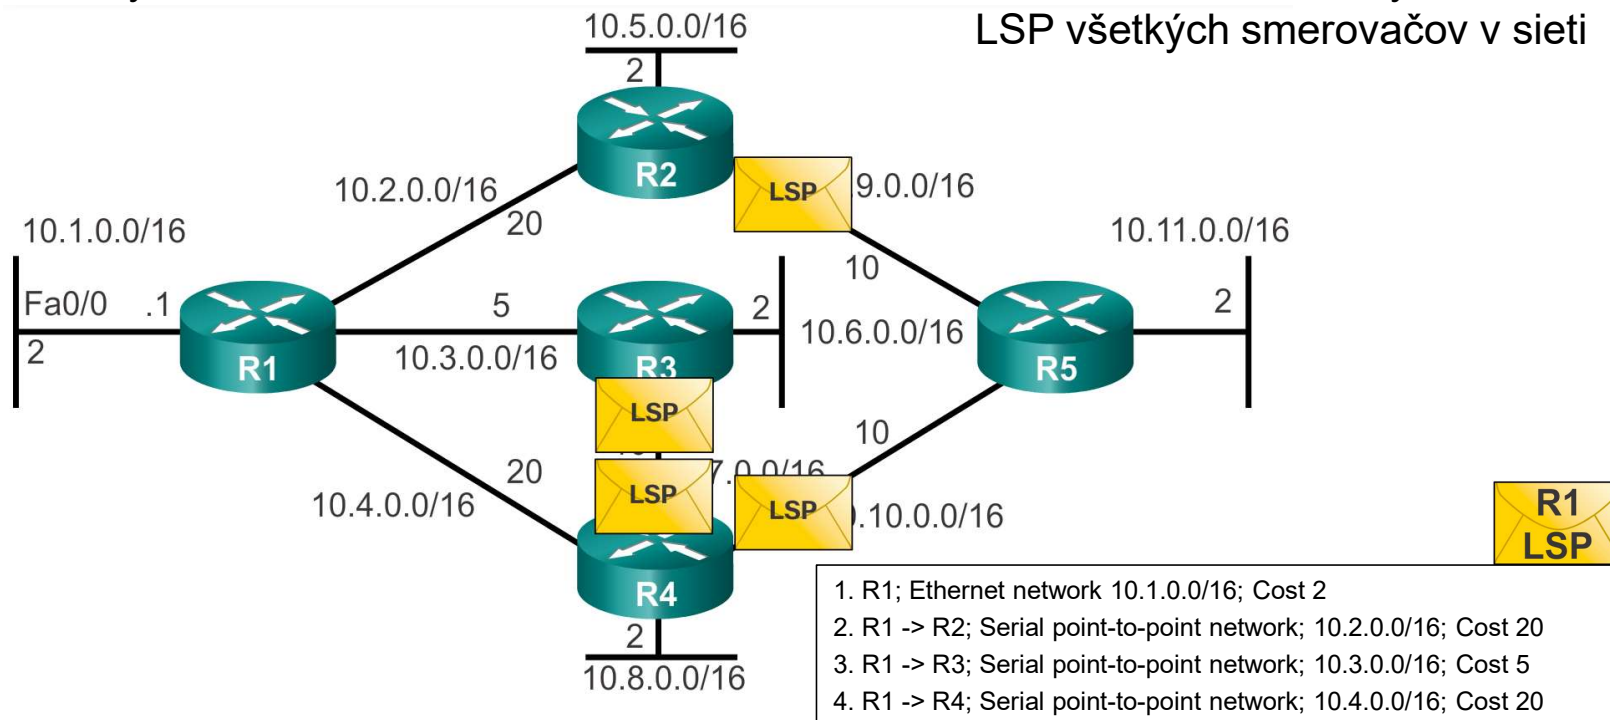 LSP všetkých smerovačov v sieti
10.5.0.0/16
2
R2
LSP
.9.0.0/16
10.2.0.0/16
20
10.1.0.0/16
10.11.0.0/16
10
Fa0/0 .1
5
2
2
10.6.0.0/16
2
10.3.0.0/16
R1
R3
R5
LSP
10
20
7.0.0/16
LSP
LSP
10.4.0.0/16
.10.0.0/16
R1
LSP
R4
2
10.8.0.0/16
1. R1; Ethernet network 10.1.0.0/16; Cost 2
2. R1 -> R2; Serial point-to-point network; 10.2.0.0/16; Cost 20
3. R1 -> R3; Serial point-to-point network; 10.3.0.0/16; Cost 5
4. R1 -> R4; Serial point-to-point network; 10.4.0.0/16; Cost 20